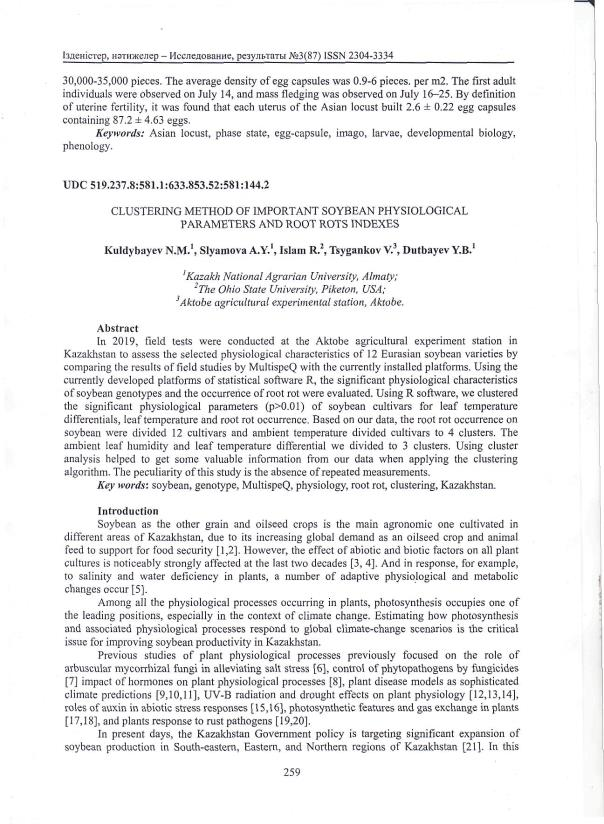 Ізденістер, нәтижелер – Исследование, результаты №3(87) ISSN 2304-3334
30,000-35,000 pieces. The average density of egg capsules was 0.9-6 pieces. per m2. The first adult
individuals were observed on July 14, and mass fledging was observed on July 16–25. By definition
of uterine fertility, it was found that each uterus of the Asian locust built 2.6 ± 0.22 egg capsules
containing 87.2 ± 4.63 eggs.
Keywords: Asian locust, phase state, egg-capsule, imago, larvae, developmental biology,
phenology.
UDC 519.237.8:581.1:633.853.52:581:144.2
CLUSTERING METHOD OF IMPORTANT SOYBEAN PHYSIOLOGICAL
PARAMETERS AND ROOT ROTS INDEXES
Kuldybayev N.M.¹, Slyamova A.Y.¹, Islam R.², Tsygankov V.³, Dutbayev Y.B.¹
¹Kazakh National Agrarian University, Almaty;
²The Ohio State University, Piketon, USA;
³Aktobe agricultural experimental station, Aktobe.
Abstract
In 2019, field tests were conducted at the Aktobe agricultural experiment station in
Kazakhstan to assess the selected physiological characteristics of 12 Eurasian soybean varieties by
comparing the results of field studies by MultispeQ with the currently installed platforms. Using the
currently developed platforms of statistical software R, the significant physiological characteristics
of soybean genotypes and the occurrence of root rot were evaluated. Using R software, we clustered
the significant physiological parameters (p>0.01) of soybean cultivars for leaf temperature
differentials, leaf temperature and root rot occurrence. Based on our data, the root rot occurrence on
soybean were divided 12 cultivars and ambient temperature divided cultivars to 4 clusters. The
ambient leaf humidity and leaf temperature differential we divided to 3 clusters. Using cluster
analysis helped to get some valuable information from our data when applying the clustering
algorithm. The peculiarity of this study is the absence of repeated measurements.
Key words: soybean, genotype, MultispeQ, physiology, root rot, clustering, Kazakhstan.
Introduction
Soybean as the other grain and oilseed crops is the main agronomic one cultivated in
different areas of Kazakhstan, due to its increasing global demand as an oilseed crop and animal
feed to support for food security [1,2]. However, the effect of abiotic and biotic factors on all plant
cultures is noticeably strongly affected at the last two decades [3, 4]. And in response, for example,
to salinity and water deficiency in plants, a number of adaptive physiological and metabolic
changes occur [5].
Among all the physiological processes occurring in plants, photosynthesis occupies one of
the leading positions, especially in the context of climate change. Estimating how photosynthesis
and associated physiological processes respond to global climate-change scenarios is the critical
issue for improving soybean productivity in Kazakhstan.
Previous studies of plant physiological processes previously focused on the role of
arbuscular mycorrhizal fungi in alleviating salt stress [6], control of phytopathogens by fungicides
[7] impact of hormones on plant physiological processes [8], plant disease models as sophisticated
climate predictions [9,10,11], UV-B radiation and drought effects on plant physiology [12,13,14],
roles of auxin in abiotic stress responses [15,16], photosynthetic features and gas exchange in plants
[17,18], and plants response to rust pathogens [19,20].
In present days, the Kazakhstan Government policy is targeting significant expansion of
soybean production in South-eastern, Eastern, and Northern regions of Kazakhstan [21]. In this
259